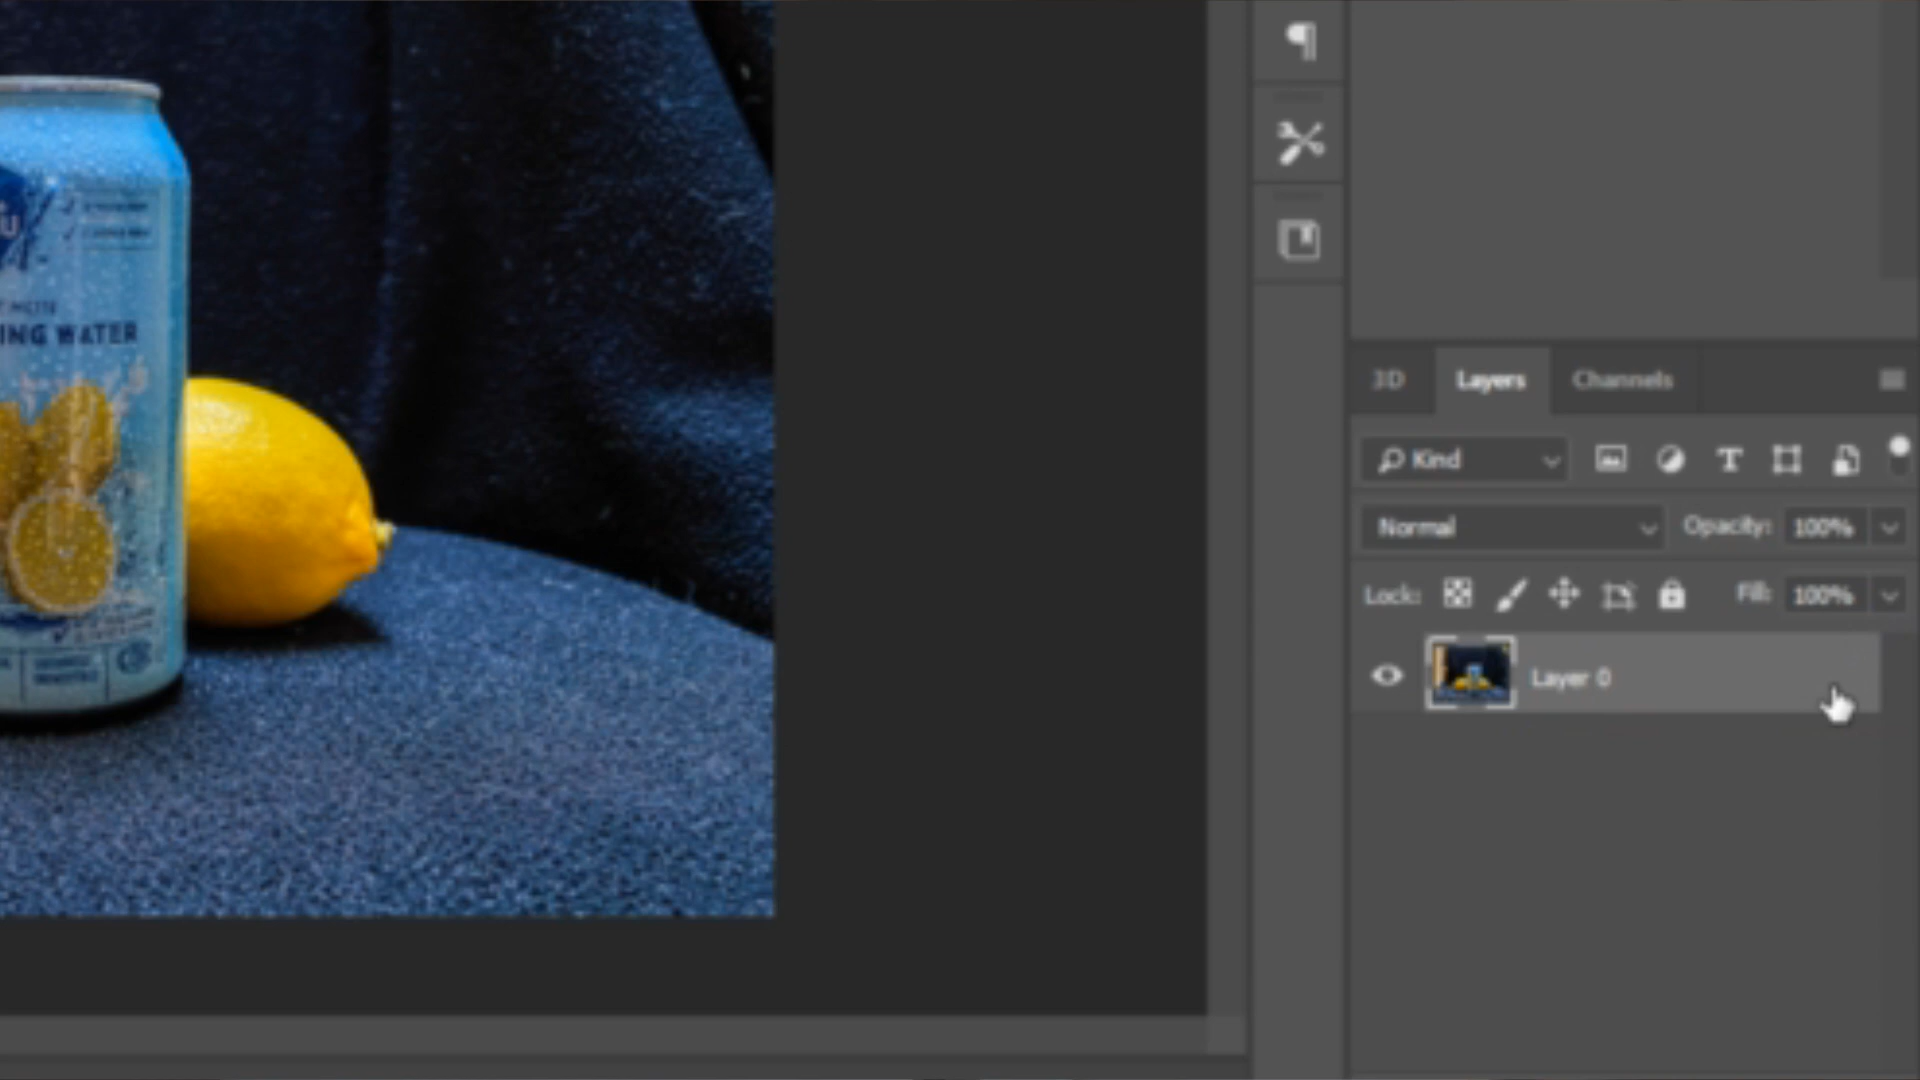 ING WATER
3D Layers Channels
Kind
Normal Opacity: 100%
Lock: Fill: 100%
Layer 0